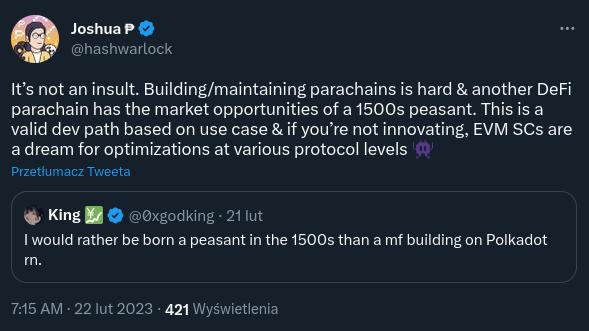 Joshua ₱
@hashwarlock
It’s not an insult. Building/maintaining parachains is hard & another DeFi
parachain has the market opportunities of a 1500s peasant. This is a
valid dev path based on use case & if you’re not innovating, EVM SCs are
a dream for optimizations at various protocol levels 👾
Przetłumacz Tweeta
King 💹 @0xgodking · 21 lut
I would rather be born a peasant in the 1500s than a mf building on Polkadot
rn.
7:15 AM · 22 lut 2023 · 421 Wyświetlenia